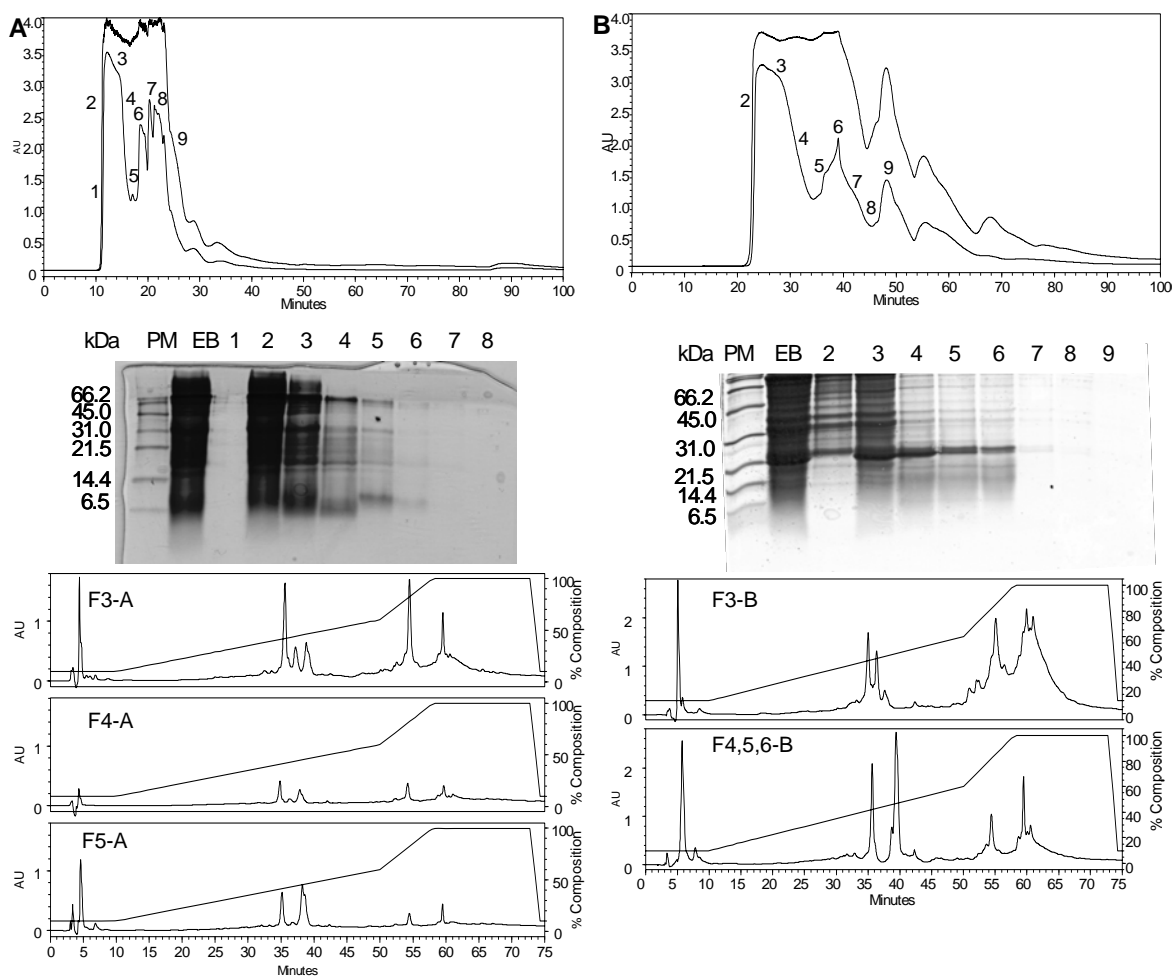 A
4.0
3.5
3.0
2.5
2.0
1.5
1.0
0.5
0
AU
1 2 3 4 5 6 7 8 9
0 10 20 30 40 50 60 70 80 90 100
Minutes
B
4.0
3.5
3.0
2.5
2.0
1.5
1.0
0.5
0
AU
2 3 4 5 6 7 8 9
0 10 20 30 40 50 60 70 80 90 100
Minutes
kDa PM EB 1 2 3 4 5 6 7 8
66.2
45.0
31.0
21.5
14.4
6.5
kDa PM EB 2 3 4 5 6 7 8 9
66.2
45.0
31.0
21.5
14.4
6.5
F3-A
AU
1
0
100
50
0
% Composition
F4-A
AU
1
0
100
50
0
% Composition
F5-A
AU
1
0
100
50
0
% Composition
0 5 10 15 20 25 30 35 40 45 50 55 60 65 70 75
Minutes
F3-B
AU
2
1
0
100
80
60
40
20
0
% Composition
F4,5,6-B
AU
2
1
0
100
80
60
40
20
0
% Composition
0 5 10 15 20 25 30 35 40 45 50 55 60 65 70 75
Minutes